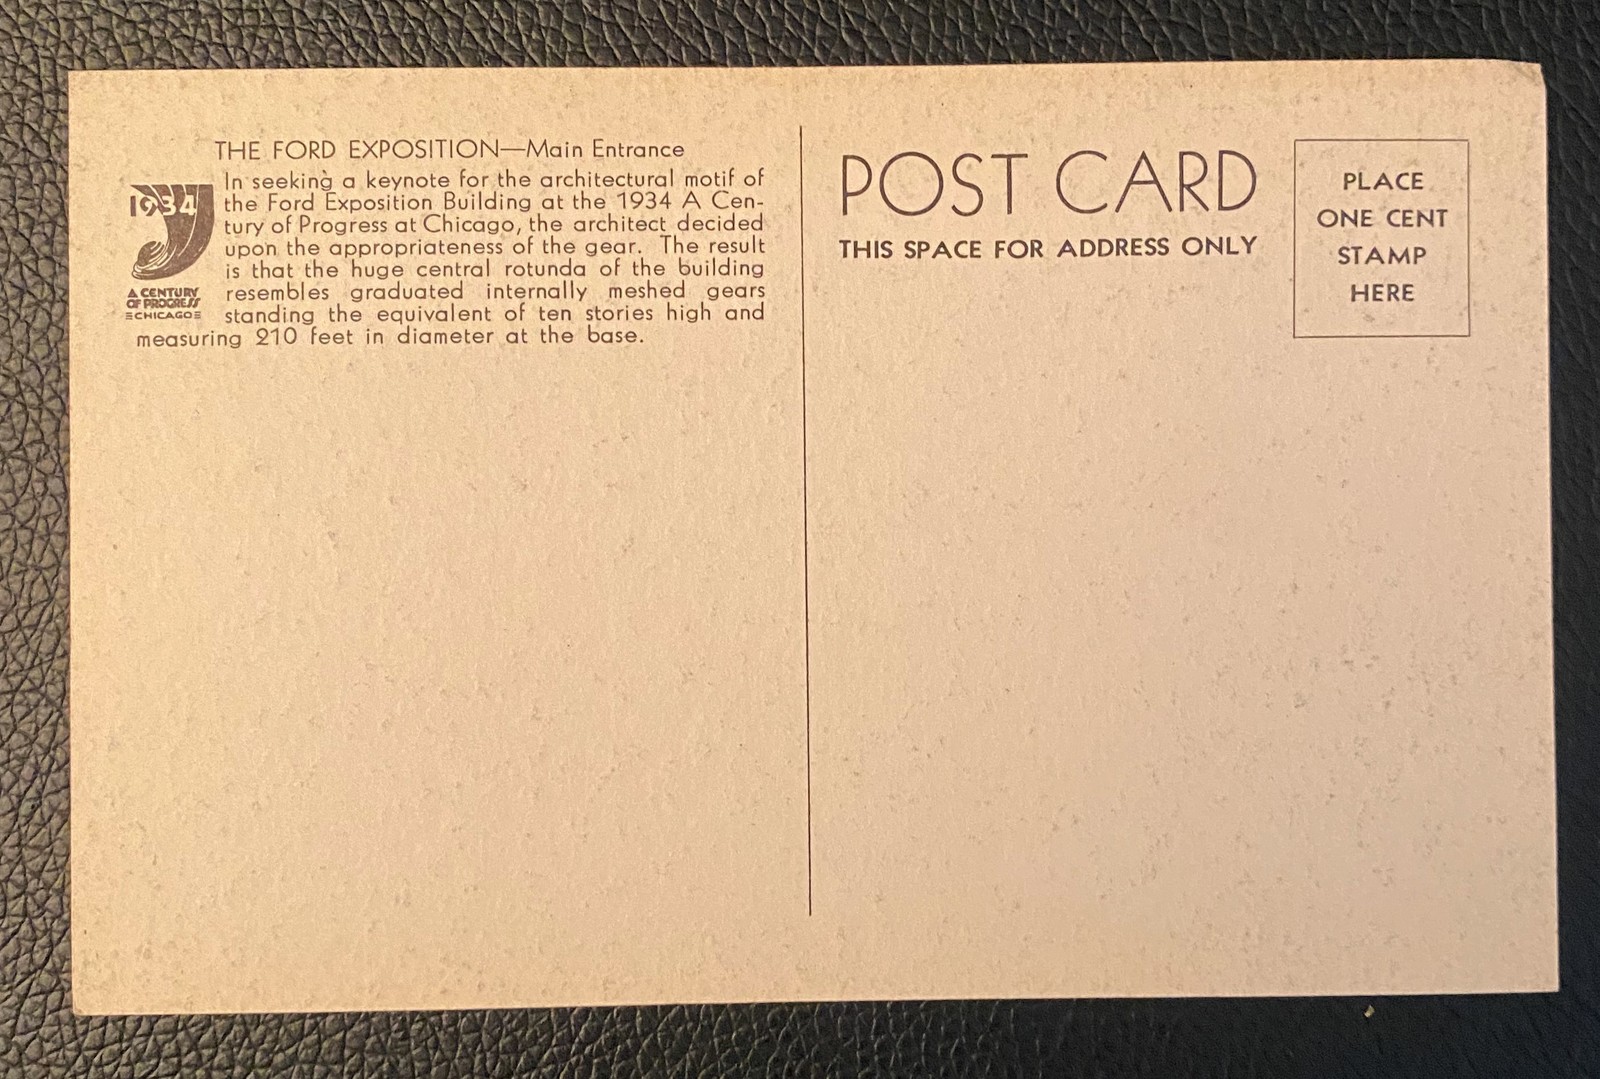 THE FORD EXPOSITION—Main Entrance
In seeking a keynote for the architectural motif of
the Ford Exposition Building at the 1934 A Cen-
tury of Progress at Chicago, the architect decided
upon the appropriateness of the gear. The result
is that the huge central rotunda of the building
resembles graduated internally meshed gears
standing the equivalent of ten stories high and
measuring 210 feet in diameter at the base.
1934
A CENTURY
OF PROGRESS
CHICAGO
POST CARD
THIS SPACE FOR ADDRESS ONLY
PLACE
ONE CENT
STAMP
HERE